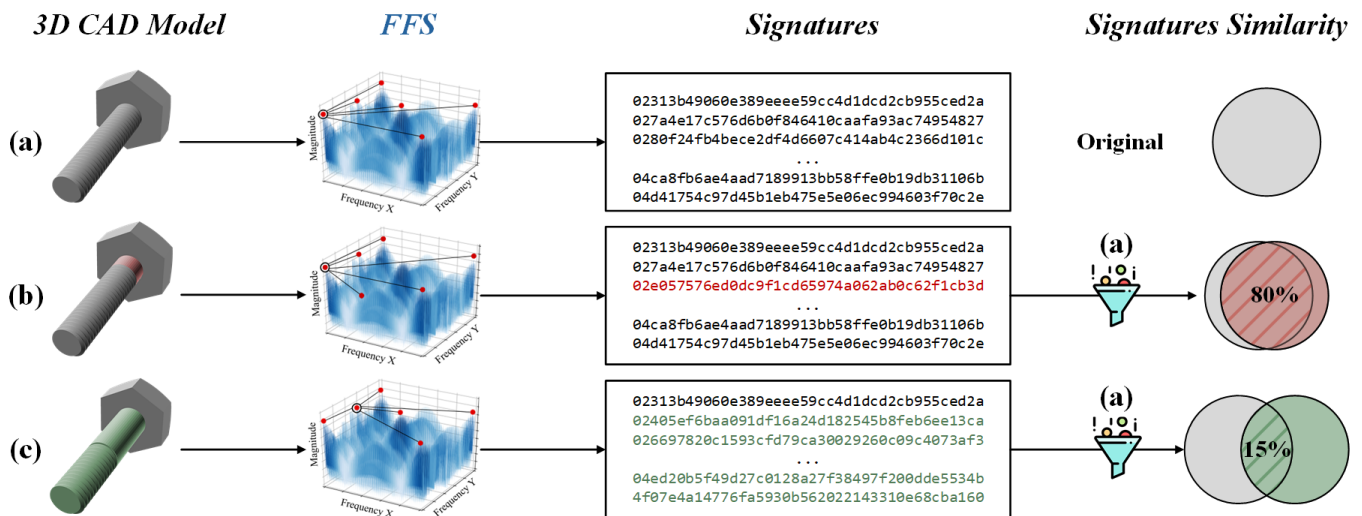 3D CAD Model FFS Signatures Signatures Similarity
(a)
Magnitude
Frequency X
Frequency Y
02313b49060e389eeee59cc4d1dcd2cb955ced2a
027a4e17c576d6b0f846410caafa93ac74954827
0280f24fb4bece2df4d6607c414ab4c2366d101c
...
04ca8fb6ae4aad7189913bb58ffe0b19db31106b
04d41754c97d45b1eb475e5e06ec994603f70c2e
Original
(b)
Magnitude
Frequency X
Frequency Y
02313b49060e389eeee59cc4d1dcd2cb955ced2a
027a4e17c576d6b0f846410caafa93ac74954827
02e057576ed0dc9f1cd65974a062ab0c62f1cb3d
...
04ca8fb6ae4aad7189913bb58ffe0b19db31106b
04d41754c97d45b1eb475e5e06ec994603f70c2e
(a)
80%
(c)
Magnitude
Frequency X
Frequency Y
02313b49060e389eeee59cc4d1dcd2cb955ced2a
02405ef6baa091df16a24d182545b8feb6ee13ca
026697820c1593cfd79ca30029260c09c4073af3
...
04ed20b5f49d27c0128a27f38497f200dde5534b
4f07e4a14776fa5930b562022143310e68cba160
(a)
15%